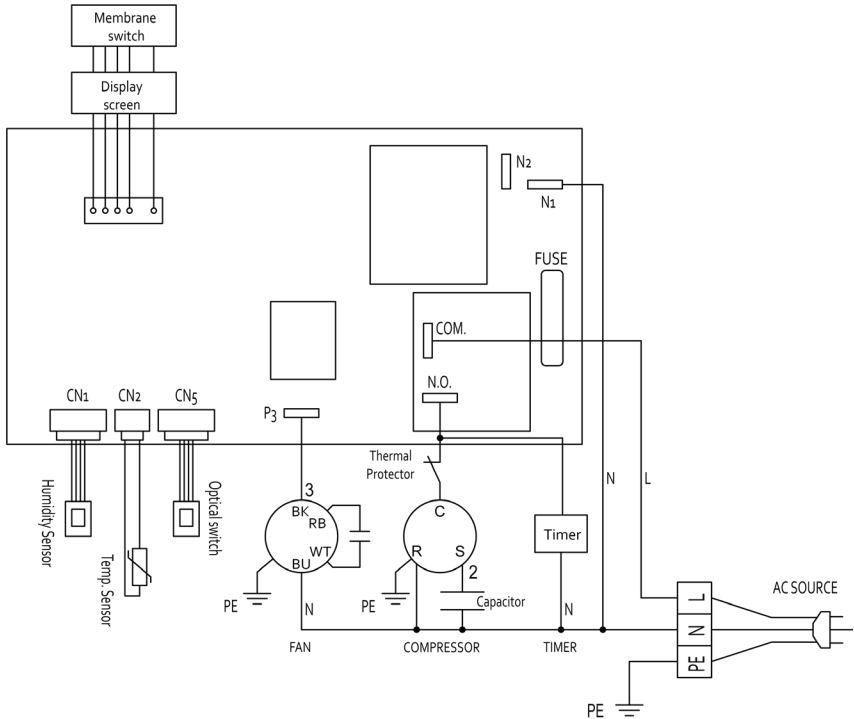 Membrane
switch
Display
screen
N2
N1
FUSE
COM.
N.O.
CN1
CN2
CN5
P3
Thermal
Protector
Humidity Sensor
Temp. Sensor
Optical switch
3
BK
RB
WT
BU
PE
N
C
R
S
2
PE
Capacitor
Timer
N
N
L
FAN
COMPRESSOR
TIMER
L
N
PE
AC SOURCE
PE